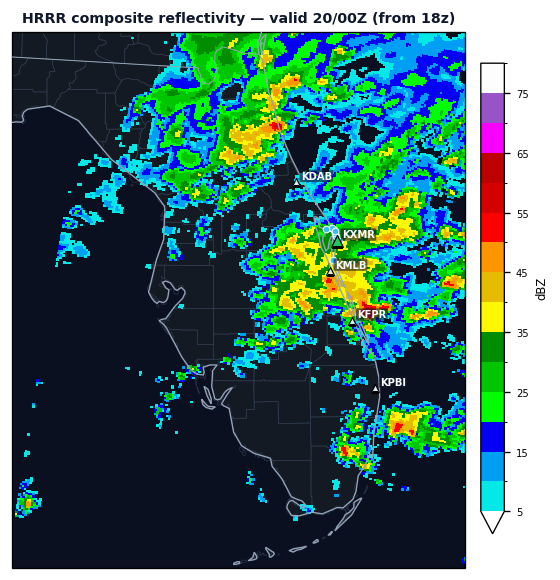 HRRR composite reflectivity — valid 20/00Z (from 18z)
KDAB
KXMR
KMLB
KFPR
KPBI
75
65
55
45
35
25
15
5
dBZ